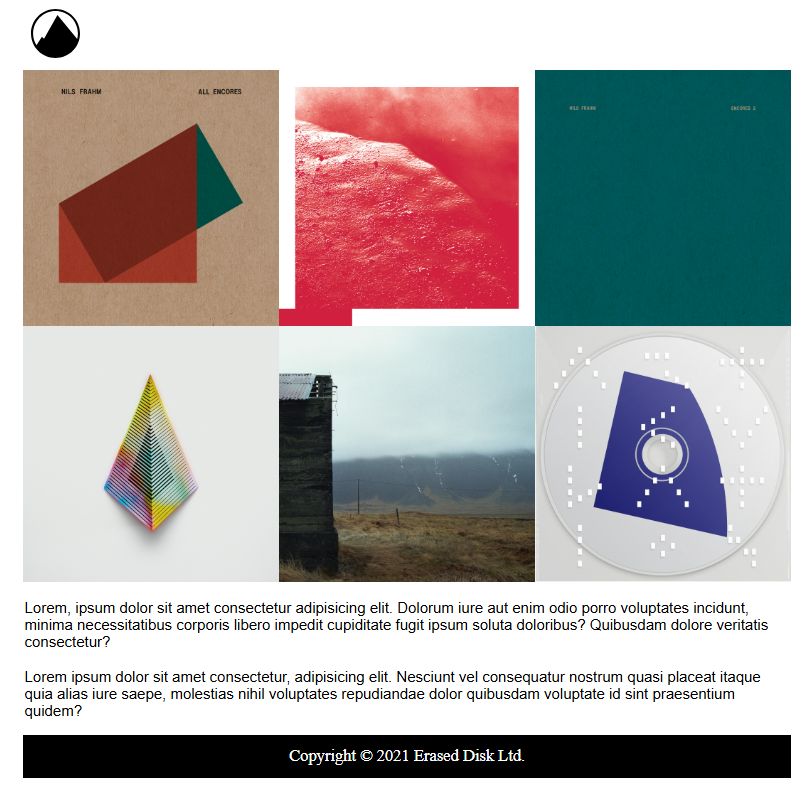 NILS FRAHM ALL ENCORES
NILS FRAHM ENCORES 2
Lorem, ipsum dolor sit amet consectetur adipisicing elit. Dolorum iure aut enim odio porro voluptates incidunt,
minima necessitatibus corporis libero impedit cupiditate fugit ipsum soluta doloribus? Quibusdam dolore veritatis
consectetur?
Lorem ipsum dolor sit amet consectetur, adipisicing elit. Nesciunt vel consequatur nostrum quasi placeat itaque
quia alias iure saepe, molestias nihil voluptates repudiandae dolor quibusdam voluptate id sint praesentium
quidem?
Copyright © 2021 Erased Disk Ltd.